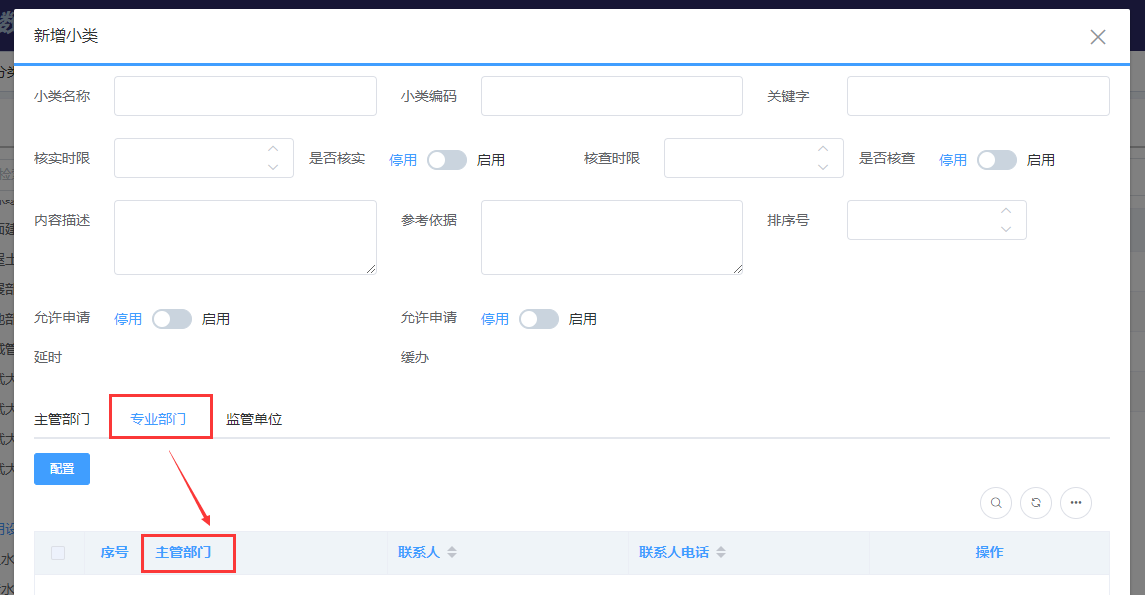 新增小类
小类名称 小类编码 关键字
核实时限 是否核实 停用 启用 核查时限 是否核查 停用 启用
内容描述 参考依据 排序号
允许申请 停用 启用 允许申请 停用 启用
延时 缓办
主管部门 专业部门 监管单位
配置
序号 主管部门 联系人 联系人电话 操作